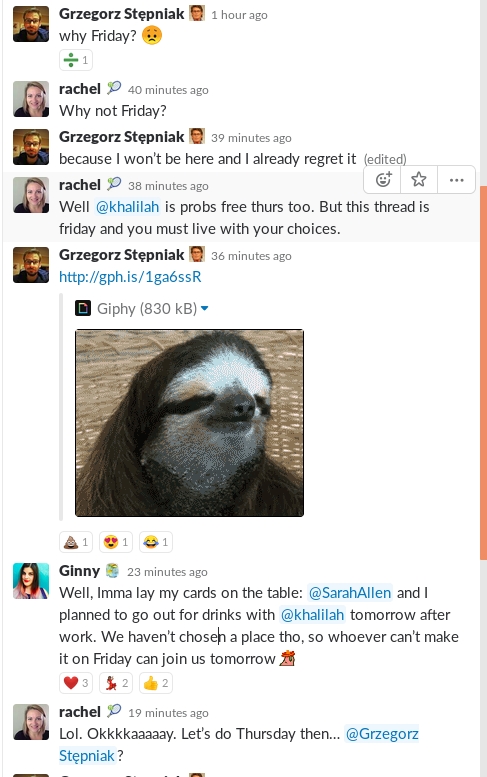 Grzegorz Stępniak 1 hour ago
why Friday?
1
rachel 40 minutes ago
Why not Friday?
Grzegorz Stępniak 39 minutes ago
because I won't be here and I already regret it (edited)
rachel 38 minutes ago
Well @khalilah is probs free thurs too. But this thread is
friday and you must live with your choices.
Grzegorz Stępniak 36 minutes ago
http://gph.is/1ga6ssR
Giphy (830 kB)
1 1 1
Ginny 23 minutes ago
Well, Imma lay my cards on the table: @SarahAllen and I
planned to go out for drinks with @khalilah tomorrow after
work. We haven't chosen a place tho, so whoever can't make
it on Friday can join us tomorrow
3 2 2
rachel 19 minutes ago
Lol. Okkkkaaaaay. Let's do Thursday then... @Grzegorz
Stępniak?